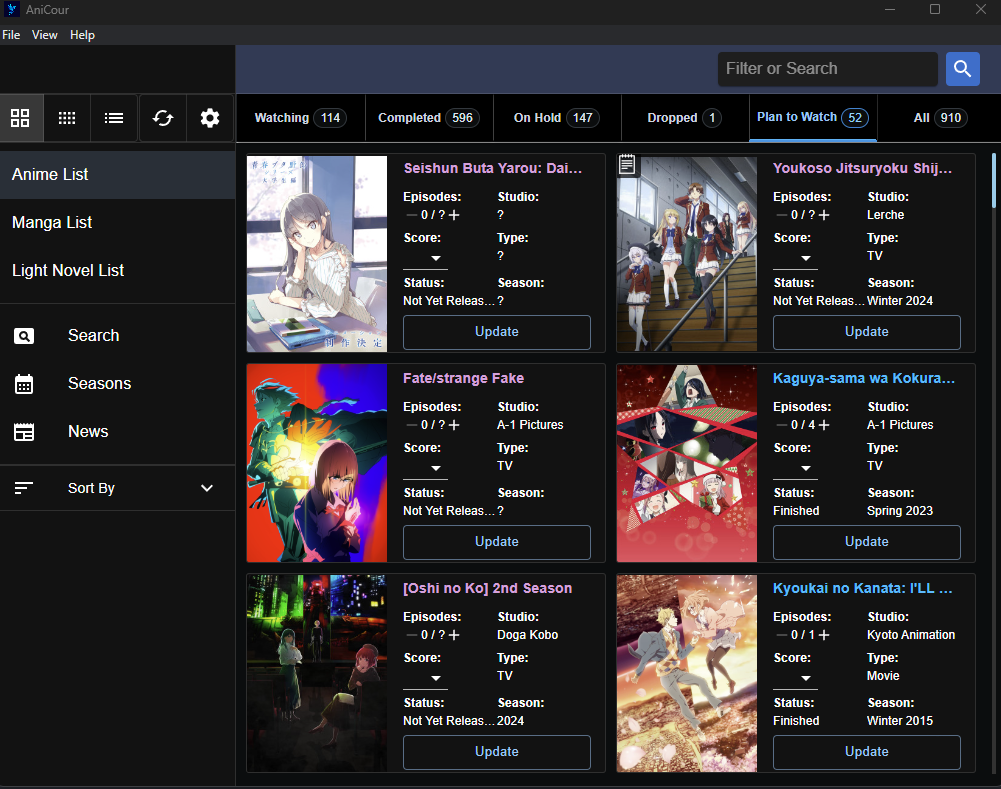 AniCour
File View Help
Filter or Search
Watching 114 Completed 596 On Hold 147 Dropped 1 Plan to Watch 52 All 910
Anime List
Manga List
Light Novel List
Search
Seasons
News
Sort By
Seishun Buta Yarou: Dai...
Episodes: Studio:
0 / ? ?
Score: Type:
?
Status: Season:
Not Yet Releas... ?
Update
Youkoso Jitsuryoku Shij...
Episodes: Studio:
0 / ? Lerche
Score: Type:
TV
Status: Season:
Not Yet Releas... Winter 2024
Update
Fate/strange Fake
Episodes: Studio:
0 / ? A-1 Pictures
Score: Type:
TV
Status: Season:
Not Yet Releas... ?
Update
Kaguya-sama wa Kokura...
Episodes: Studio:
0 / 4 A-1 Pictures
Score: Type:
TV
Status: Season:
Finished Spring 2023
Update
[Oshi no Ko] 2nd Season
Episodes: Studio:
0 / ? Doga Kobo
Score: Type:
TV
Status: Season:
Not Yet Releas... 2024
Update
Kyoukai no Kanata: I'LL ...
Episodes: Studio:
0 / 1 Kyoto Animation
Score: Type:
Movie
Status: Season:
Finished Winter 2015
Update